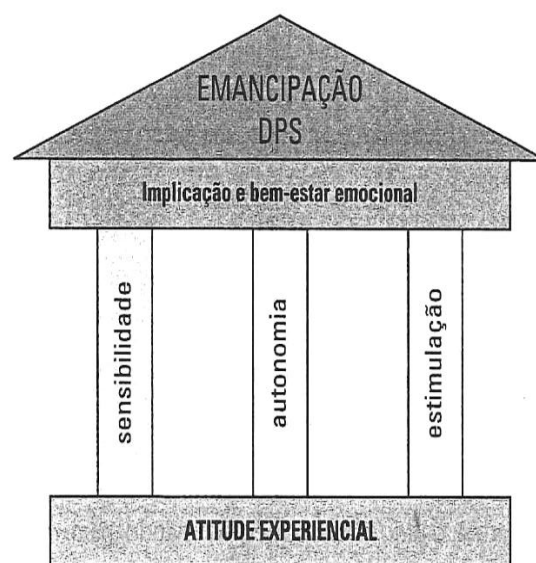 EMANCIPAÇÃO
DPS
Implicação e bem-estar emocional
sensibilidade
autonomia
estimulação
ATITUDE EXPERIENCIAL